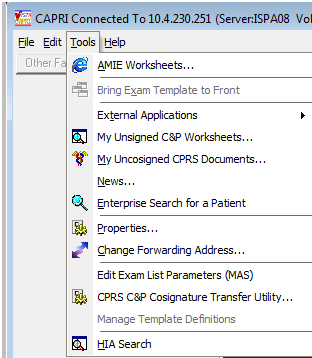 CAPRI Connected To 10.4.230.251 (Server:ISPA08 Vol
File Edit Tools Help
Other Fa
AMIE Worksheets...
Bring Exam Template to Front
External Applications
My Unsigned C&P Worksheets...
My Uncosigned CPRS Documents...
News...
Enterprise Search for a Patient
Properties...
Change Forwarding Address...
Edit Exam List Parameters (MAS)
CPRS C&P Cosignature Transfer Utility...
Manage Template Definitions
HIA Search